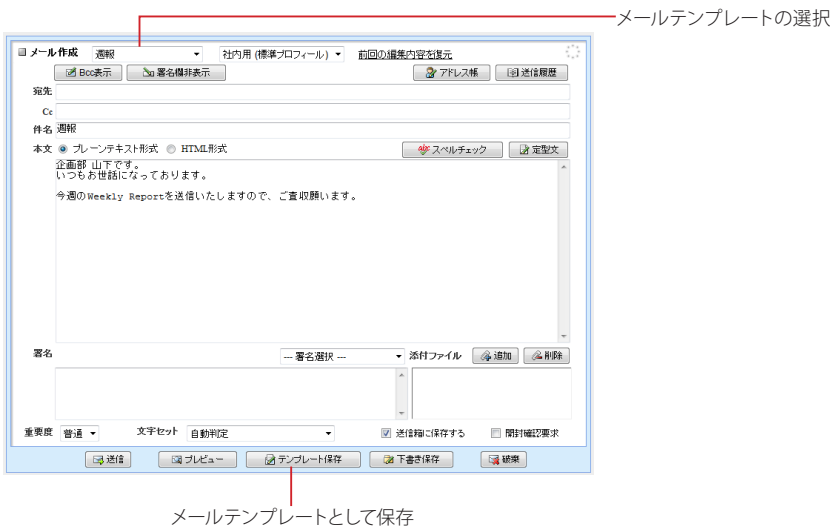 メールテンプレートの選択
メール作成 週報 社内用 (標準プロフィール) 前回の編集内容を復元
Bcc表示 署名欄非表示 アドレス帳 送信履歴
宛先
Cc
件名 週報
本文 プレーンテキスト形式 HTML形式 abc スペルチェック 定型文
企画部 山下です。
いつもお世話になっております。
今週のWeekly Reportを送信いたしますので、ご査収願います。
署名 --- 署名選択 --- 添付ファイル 追加 削除
重要度 普通 文字セット 自動判定 送信箱に保存する 開封確認要求
送信 プレビュー テンプレート保存 下書き保存 破棄
メールテンプレートとして保存